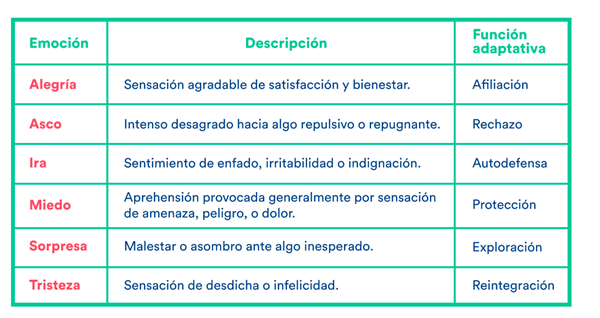 Emoción Descripción Función adaptativa
Alegría Sensación agradable de satisfacción y bienestar. Afiliación
Asco Intenso desagrado hacia algo repulsivo o repugnante. Rechazo
Ira Sentimiento de enfado, irritabilidad o indignación. Autodefensa
Miedo Aprehensión provocada generalmente por sensación de amenaza, peligro, o dolor. Protección
Sorpresa Malestar o asombro ante algo inesperado. Exploración
Tristeza Sensación de desdicha o infelicidad. Reintegración